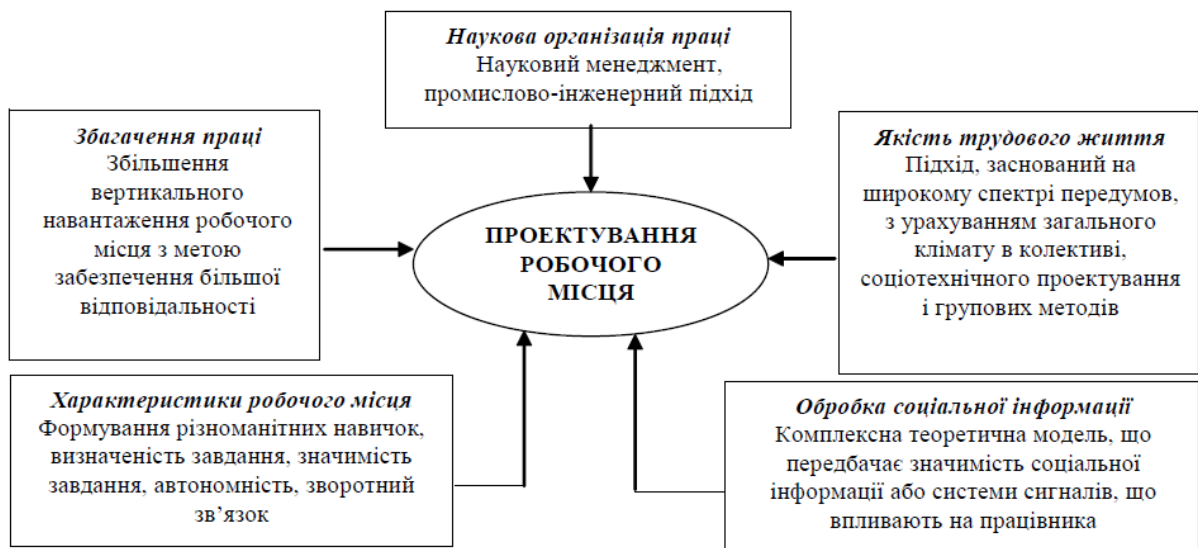 Наукова організація праці
Науковий менеджмент,
промислово-інженерний підхід
Збагачення праці
Збільшення
вертикального
навантаження робочого
місця з метою
забезпечення більшої
відповідальності
ПРОЕКТУВАННЯ
РОБОЧОГО
МІСЦЯ
Якість трудового життя
Підхід, заснований на
широкому спектрі передумов,
з урахуванням загального
клімату в колективі,
соціотехнічного проектування
і групових методів
Характеристики робочого місця
Формування різноманітних навичок,
визначеність завдання, значимість
завдання, автономність, зворотний
зв’язок
Обробка соціальної інформації
Комплексна теоретична модель, що
передбачає значимість соціальної
інформації або системи сигналів, що
впливають на працівника